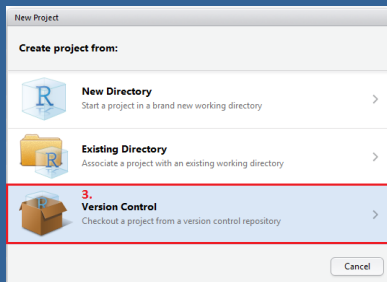 New Project
Create project from:
R
New Directory
Start a project in a brand new working directory
R
Existing Directory
Associate a project with an existing working directory
3.
R
Version Control
Checkout a project from a version control repository
Cancel